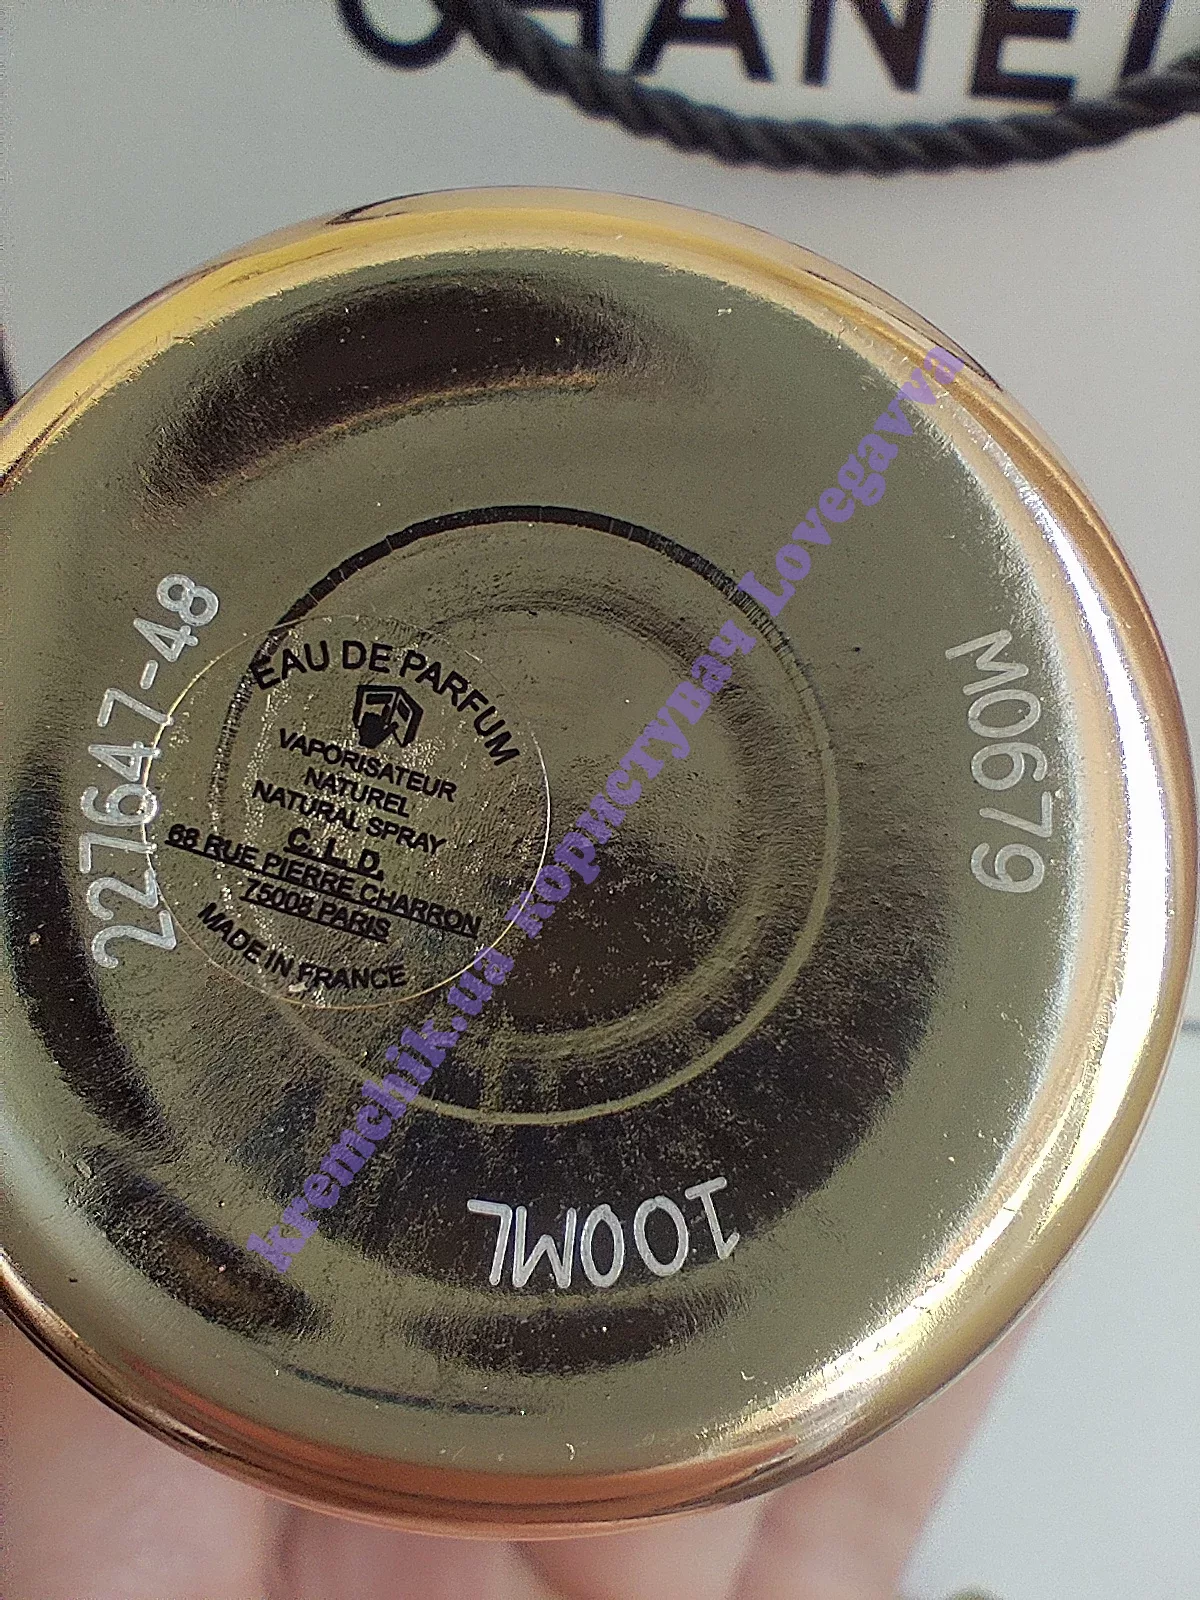 CHANEL
EAU DE PARFUM
VAPORISATEUR
NATUREL
NATURAL SPRAY
C. L. D.
68 RUE PIERRE CHARRON
75008 PARIS
MADE IN FRANCE
227647-48
M0679
100ML
kremchik.ua користуВач Lovegavva